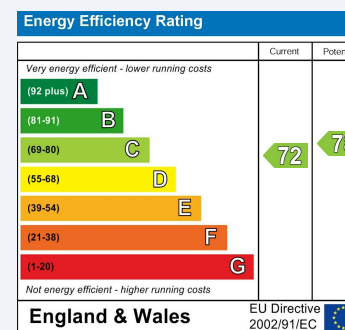 Energy Efficiency Rating
Current
Very energy efficient - lower running costs
(92 plus) A
(81-91) B
(69-80) C
72
(55-68) D
(39-54) E
(21-38) F
(1-20) G
Not energy efficient - higher running costs
England & Wales
EU Directive
2002/91/EC